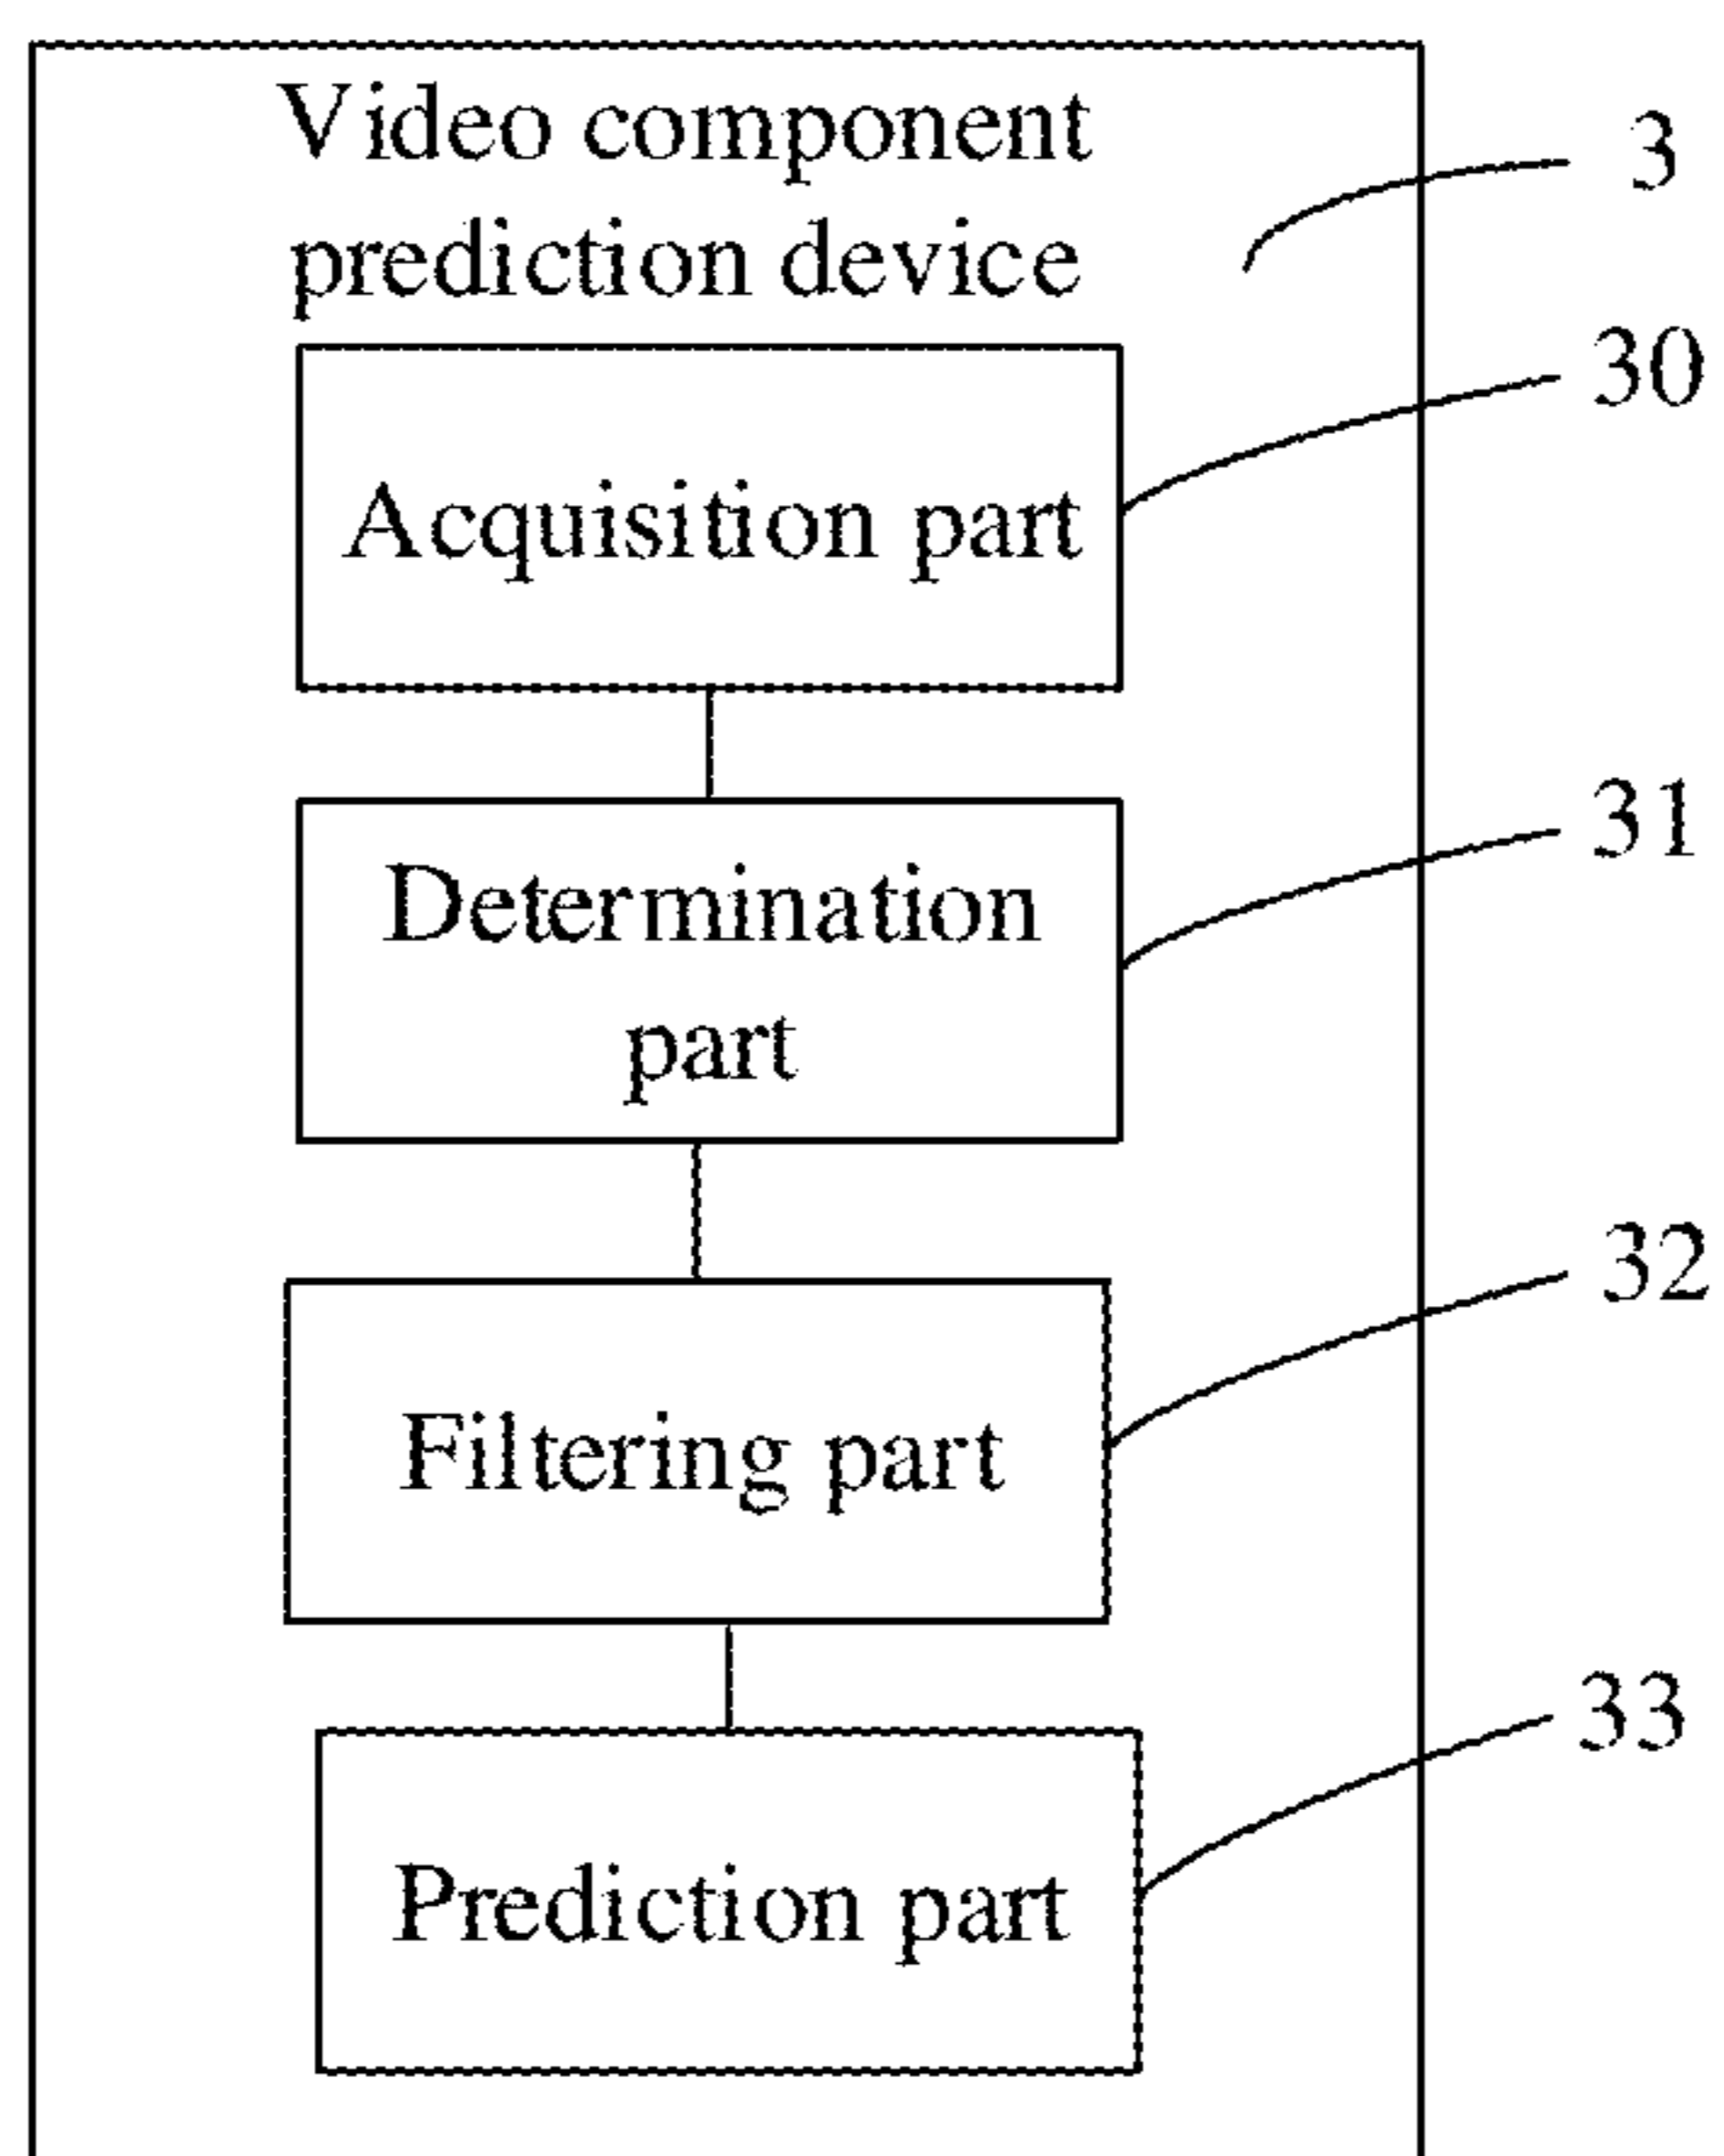 Video component
prediction device
3
30
Acquisition part
31
Determination
part
32
Filtering part
33
Prediction part